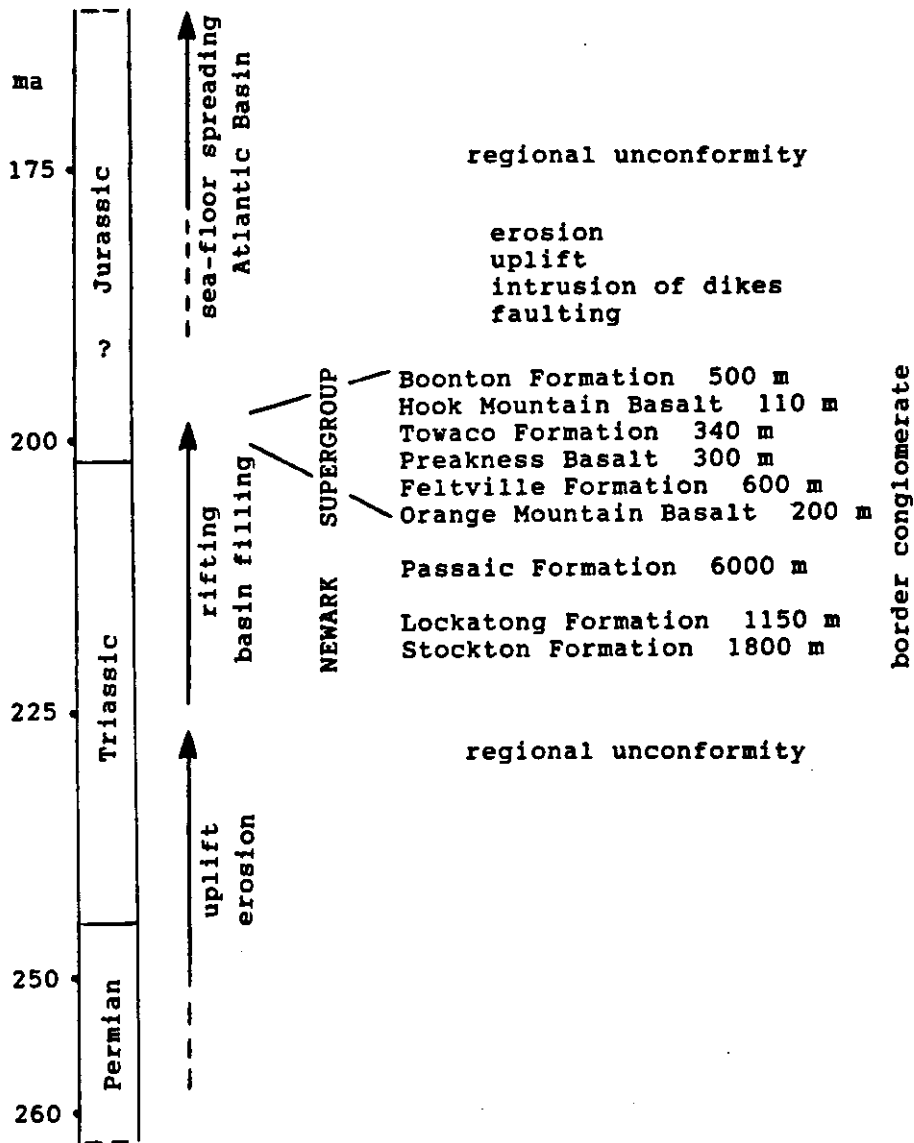 ma
175
200
225
250
260
Jurassic
?
Triassic
Permian
sea-floor spreading
Atlantic Basin
rifting
basin filling
uplift
erosion
regional unconformity
erosion
uplift
intrusion of dikes
faulting
NEWARK SUPERGROUP
Boonton Formation 500 m
Hook Mountain Basalt 110 m
Towaco Formation 340 m
Preakness Basalt 300 m
Feltville Formation 600 m
Orange Mountain Basalt 200 m
Passaic Formation 6000 m
Lockatong Formation 1150 m
Stockton Formation 1800 m
border conglomerate
regional unconformity